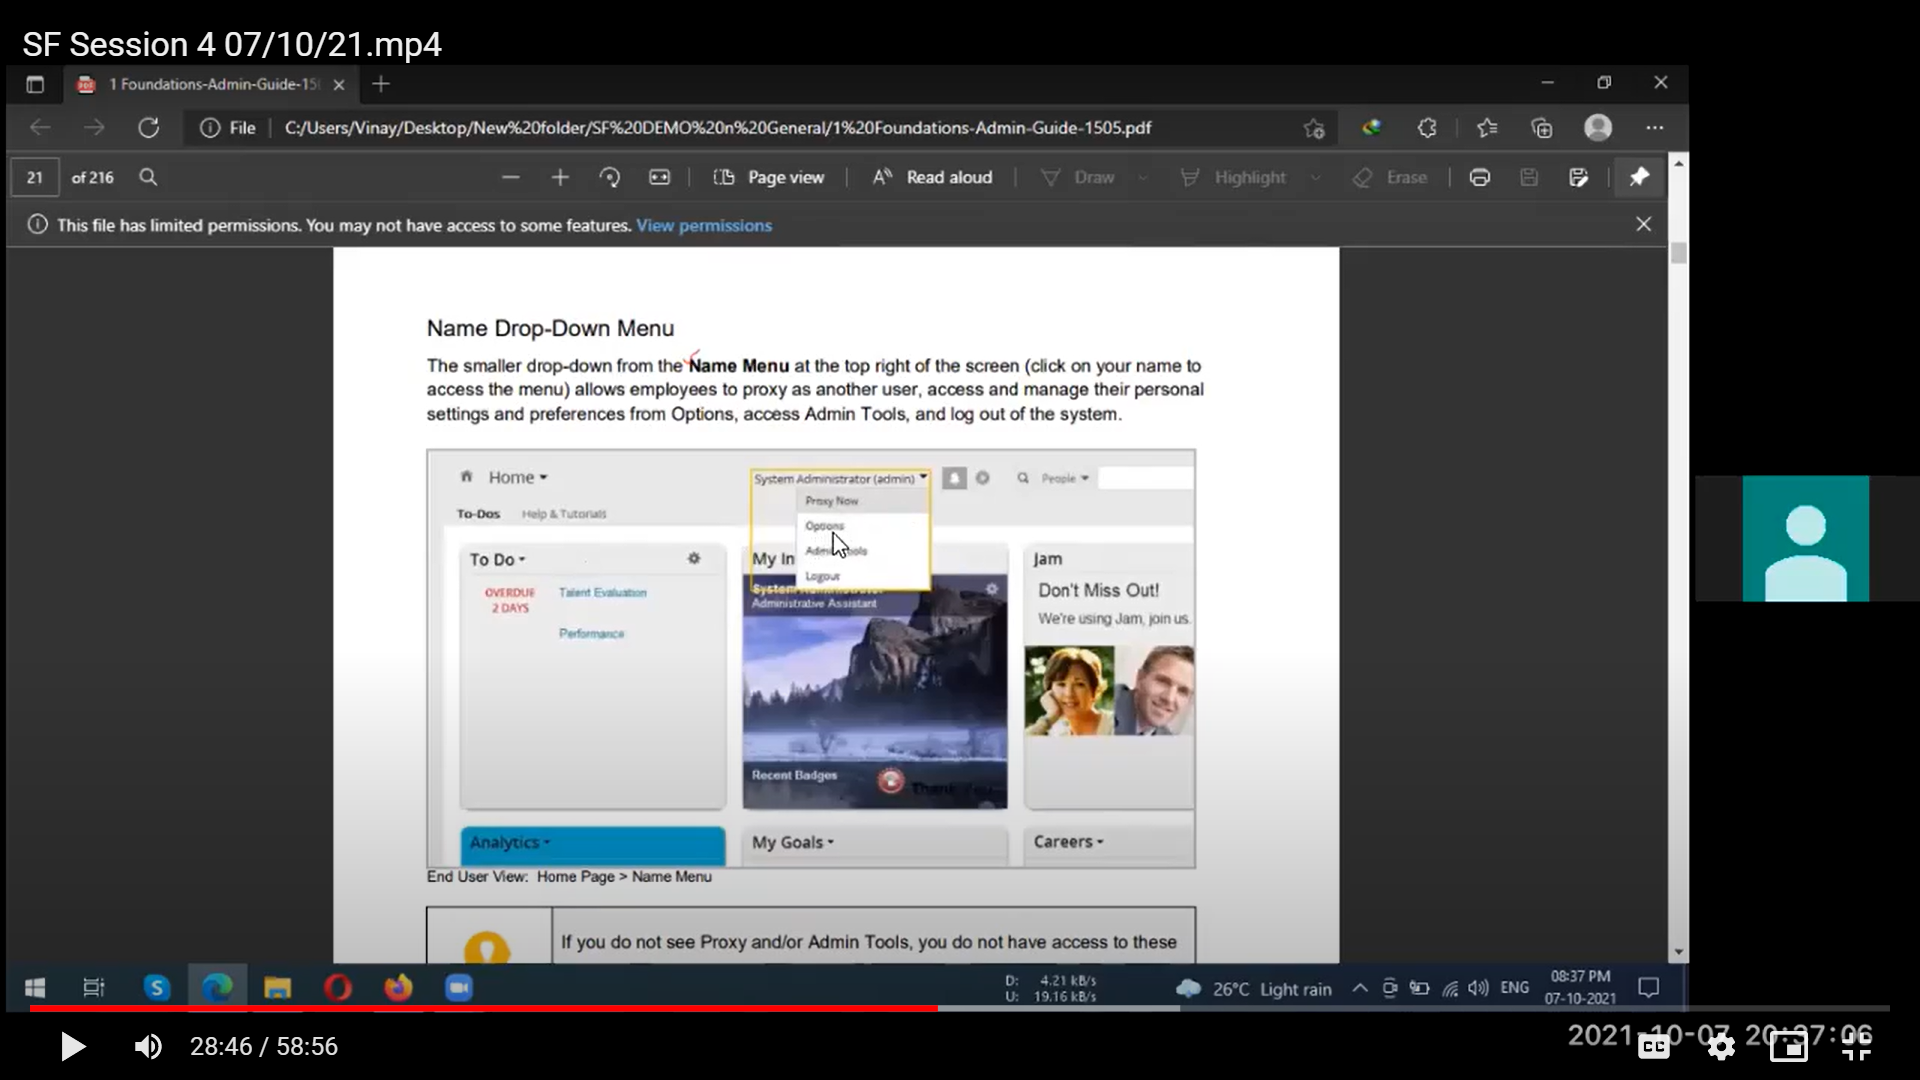 SF Session 4 07/10/21.mp4
1 Foundations-Admin-Guide-15
File C:/Users/Vinay/Desktop/New%20folder/SF%20DEMO%20n%20General/1%20Foundations-Admin-Guide-1505.pdf
21 of 216 Page view Read aloud Draw Highlight Erase
This file has limited permissions. You may not have access to some features. View permissions
Name Drop-Down Menu
The smaller drop-down from the Name Menu at the top right of the screen (click on your name to
access the menu) allows employees to proxy as another user, access and manage their personal
settings and preferences from Options, access Admin Tools, and log out of the system.
Home System Administrator (admin) People
Proxy Now
To-Dos Help & Tutorials
Options
Admin Tools
Logout
To Do
OVERDUE
2 DAYS
Talent Evaluation
Performance
My In
System Administrator
Administrative Assistant
Recent Badges
Thank You
Jam
Don't Miss Out!
We're using Jam, join us.
Analytics My Goals Careers
End User View: Home Page > Name Menu
If you do not see Proxy and/or Admin Tools, you do not have access to these
D: 4.21 kB/s
U: 19.16 kB/s
26°C Light rain
ENG
08:37 PM
07-10-2021
28:46 / 58:56
2021-10-07 20:37:06
CC